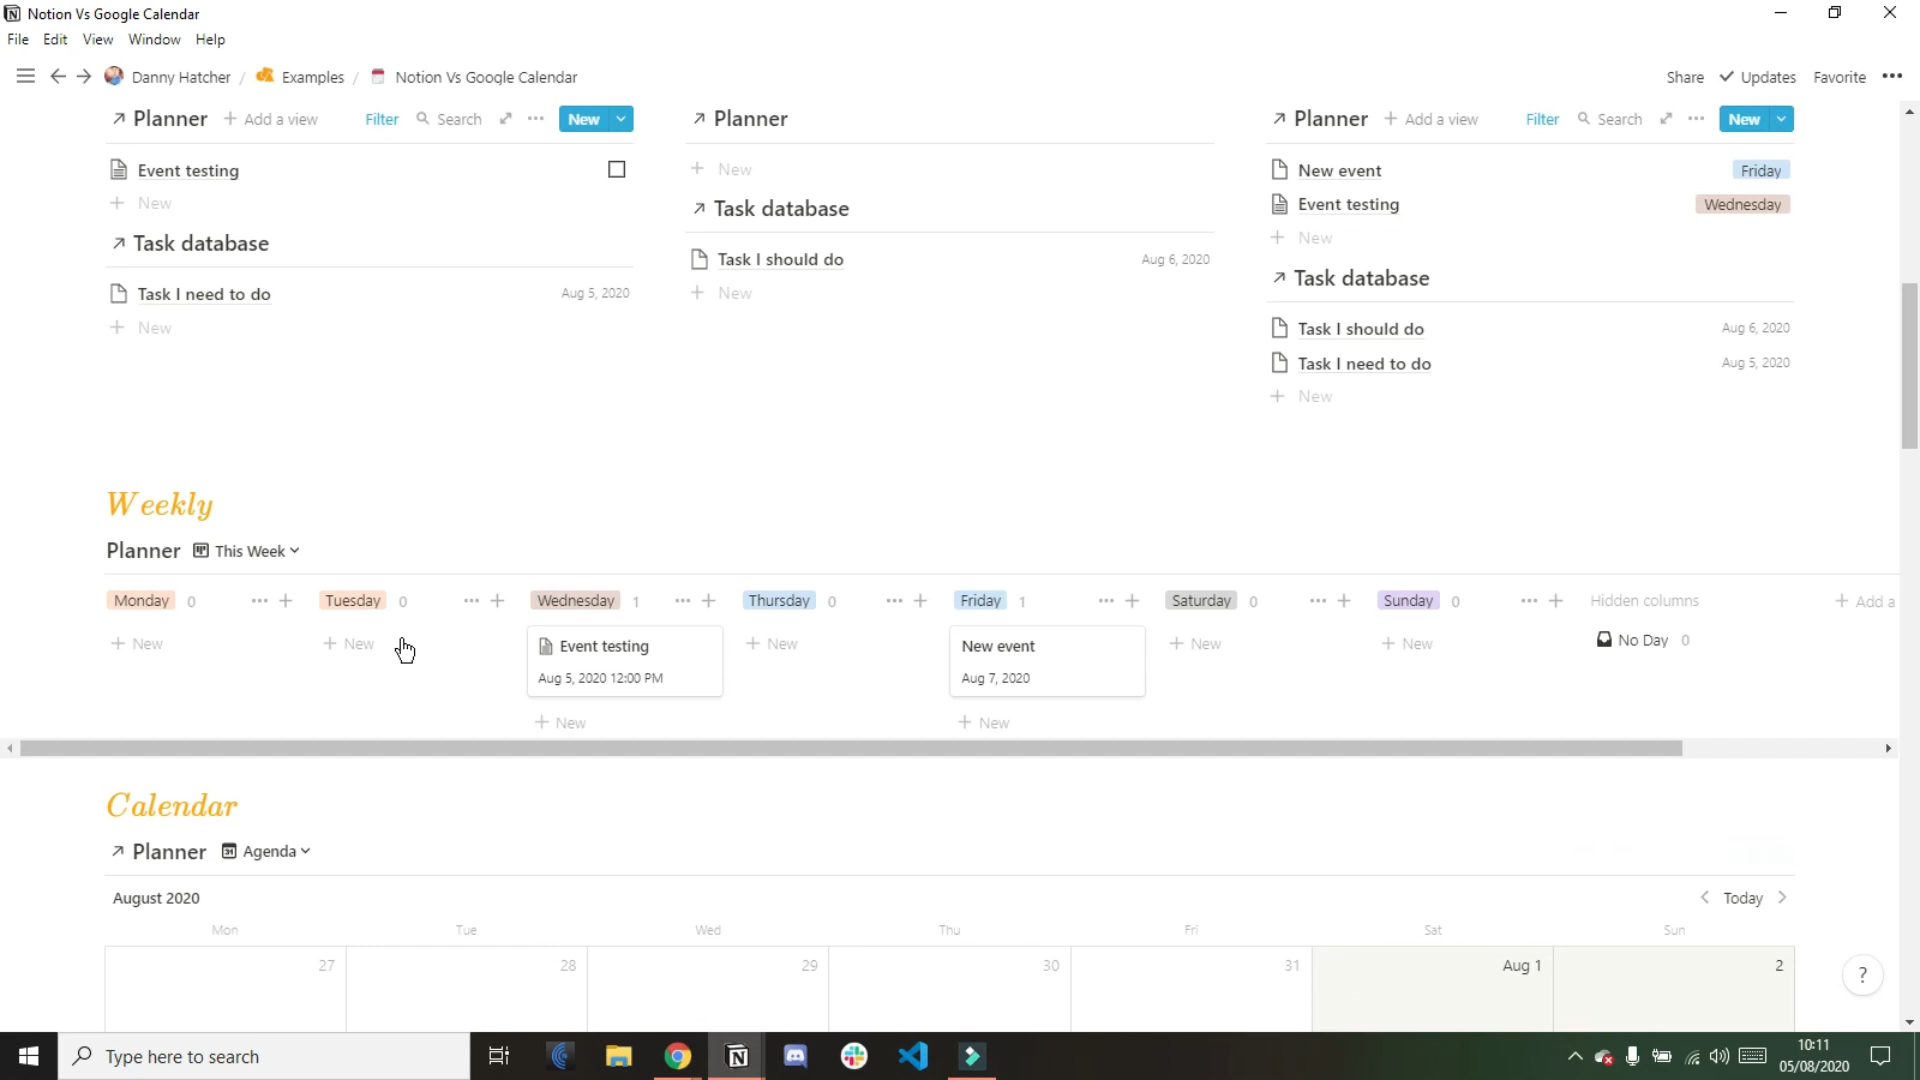 Notion Vs Google Calendar
File Edit View Window Help
Danny Hatcher / Examples / Notion Vs Google Calendar
Share Updates Favorite
Planner Add a view Filter Search New
Event testing
New
Task database
Task I need to do Aug 5, 2020
New
Planner
New
Task database
Task I should do Aug 6, 2020
New
Planner Add a view Filter Search New
New event Friday
Event testing Wednesday
New
Task database
Task I should do Aug 6, 2020
Task I need to do Aug 5, 2020
New
Weekly
Planner This Week
Monday 0 Tuesday 0 Wednesday 1 Thursday 0 Friday 1 Saturday 0 Sunday 0 Hidden columns Add a
New New Event testing New New event New New No Day 0
Aug 5, 2020 12:00 PM Aug 7, 2020
New New
Calendar
Planner 31 Agenda
August 2020 Today
Mon Tue Wed Thu Fri Sat Sun
27 28 29 30 31 Aug 1 2
?
Type here to search
10:11
05/08/2020